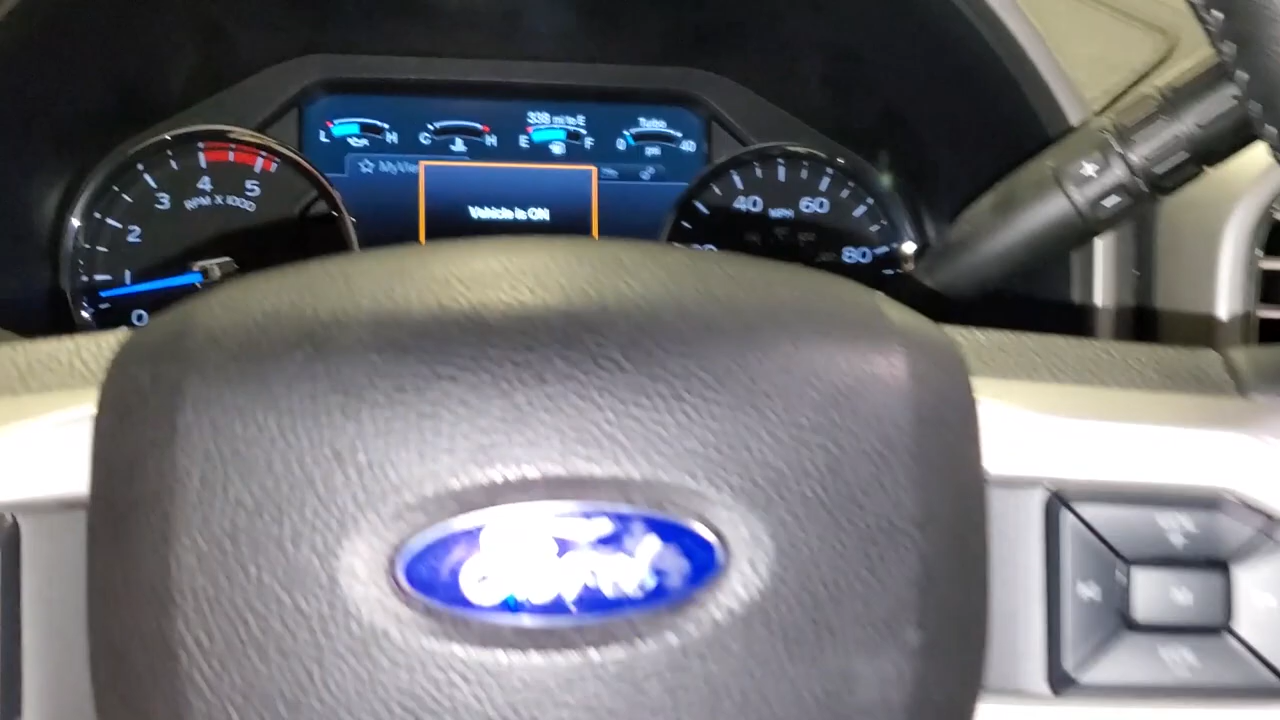 338 mi to E
Turbo
L H
C H
E F
0 40
psi
MyVie
Vehicle is ON
0 1 2 3 4 5
RPM X 1000
40 60 80
MPH
+
-
Ford